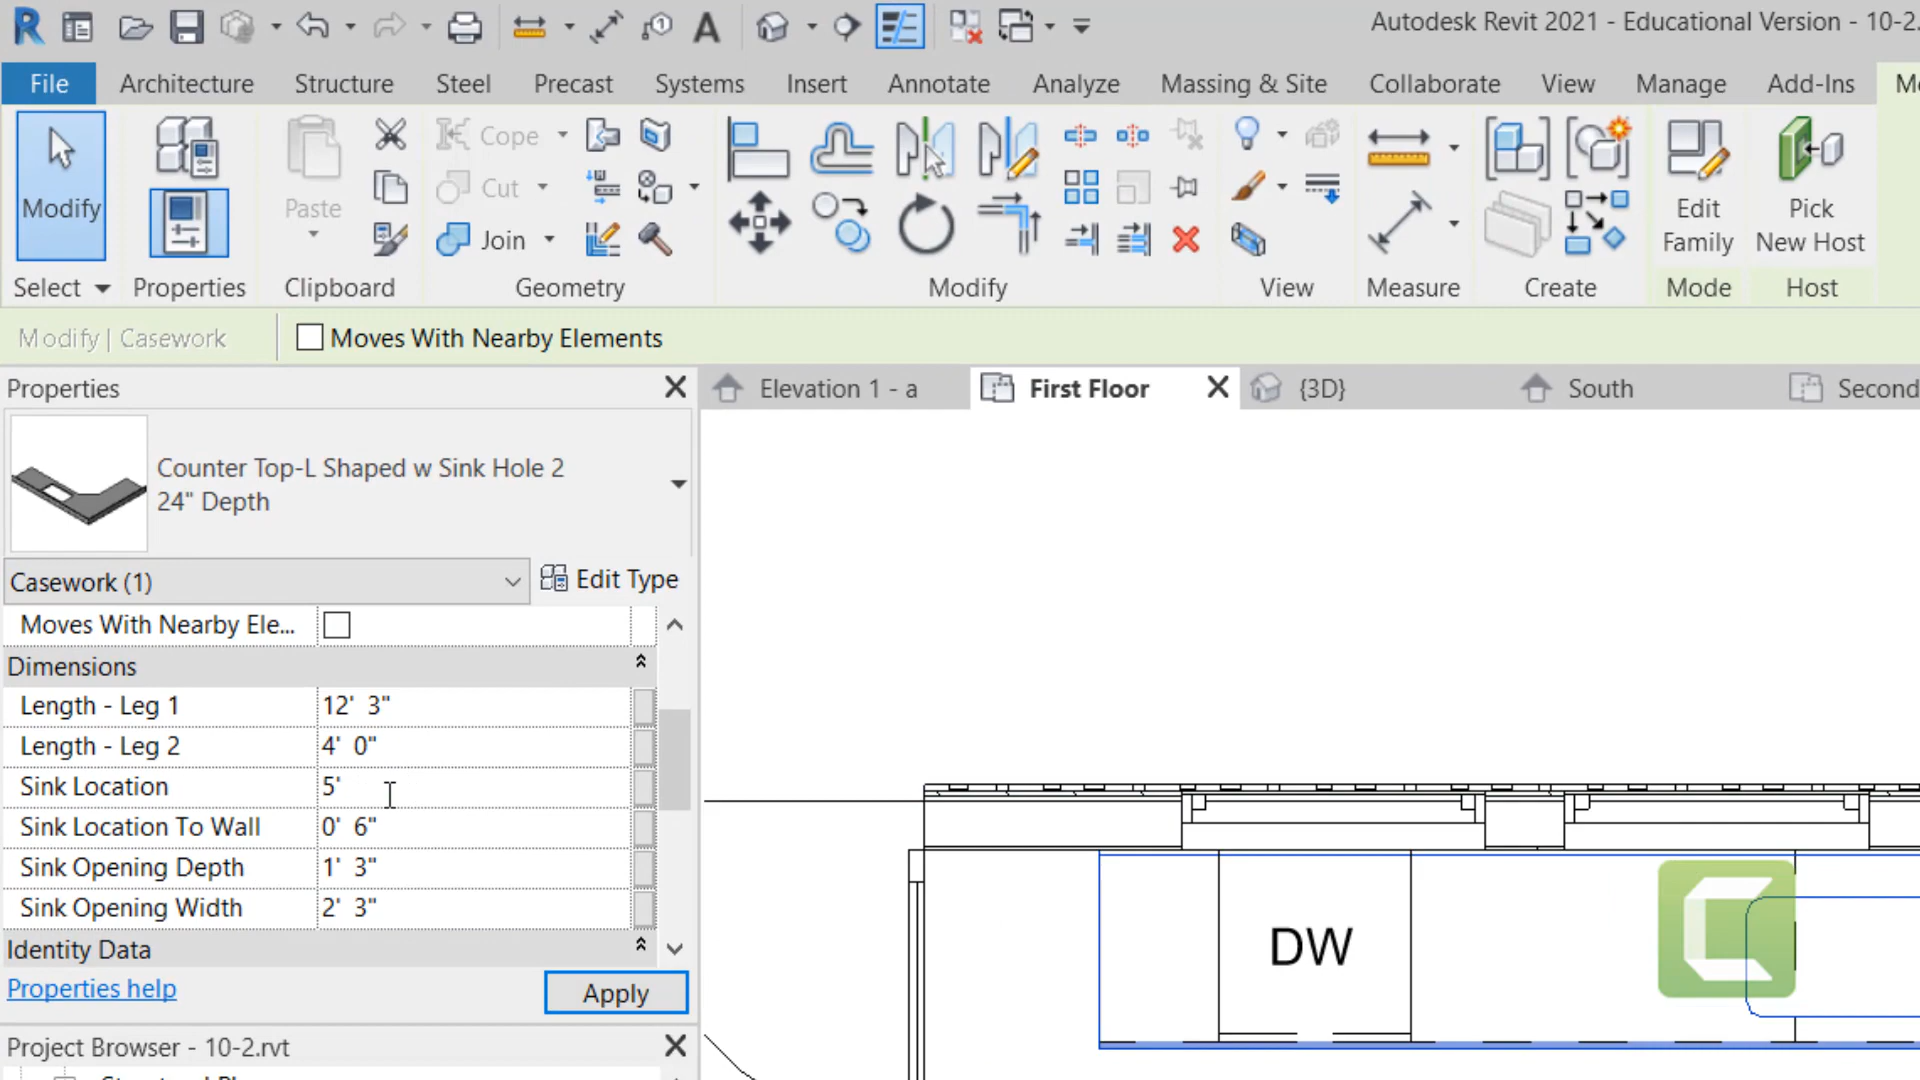 Autodesk Revit 2021 - Educational Version - 10-2.
File Architecture Structure Steel Precast Systems Insert Annotate Analyze Massing & Site Collaborate View Manage Add-Ins
Modify
Paste
Cope
Cut
Join
Edit Family
Pick New Host
Select Properties Clipboard Geometry Modify View Measure Create Mode Host
Modify | Casework Moves With Nearby Elements
Properties
Elevation 1 - a First Floor {3D} South Second
Counter Top-L Shaped w Sink Hole 2
24" Depth
Casework (1) Edit Type
Moves With Nearby Ele...
Dimensions
Length - Leg 1 12' 3"
Length - Leg 2 4' 0"
Sink Location 5'
Sink Location To Wall 0' 6"
Sink Opening Depth 1' 3"
Sink Opening Width 2' 3"
Identity Data
Properties help Apply
Project Browser - 10-2.rvt
DW